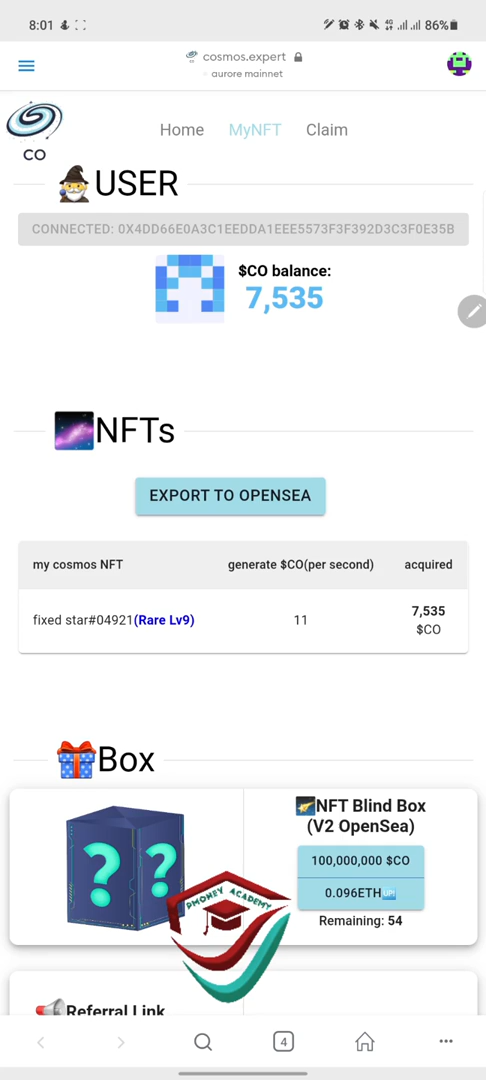 8:01
4G
86%
cosmos.expert
aurore mainnet
CO
Home MyNFT Claim
USER
CONNECTED: 0X4DD66E0A3C1EEDDA1EEE5573F3F392D3C3F0E35B
$CO balance:
7,535
NFTs
EXPORT TO OPENSEA
my cosmos NFT generate $CO(per second) acquired
fixed star#04921(Rare Lv9) 11 7,535
$CO
Box
NFT Blind Box
(V2 OpenSea)
100,000,000 $CO
0.096ETH UP!
Remaining: 54
? ?
PMONEY ACADEMY
Referral Link
4